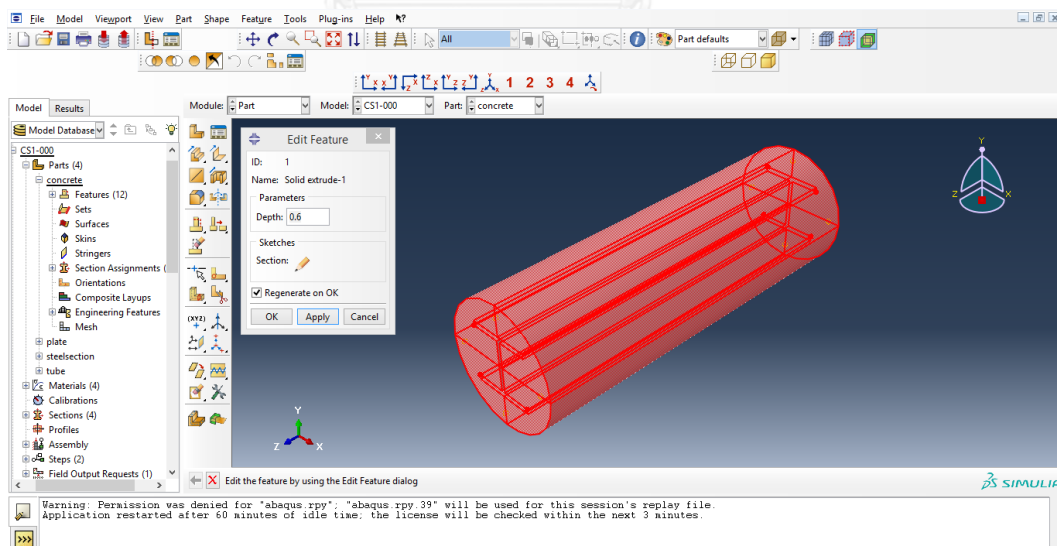 File Model Viewport View Part Shape Feature Tools Plug-ins Help
All
Part defaults
1 2 3 4
Model Results
Module: Part Model: CS1-000 Part: concrete
Model Database
CS1-000
Parts (4)
concrete
Features (12)
Sets
Surfaces
Skins
Stringers
Section Assignments (
Orientations
Composite Layups
Engineering Features
Mesh
plate
steelsection
tube
Materials (4)
Calibrations
Sections (4)
Profiles
Assembly
Steps (2)
Field Output Requests (1)
(XYZ)
Edit Feature
ID: 1
Name: Solid extrude-1
Parameters
Depth: 0.6
Sketches
Section:
Regenerate on OK
OK Apply Cancel
Y
Z X
Y
Z X
Edit the feature by using the Edit Feature dialog
SIMULIA
Warning: Permission was denied for "abaqus.rpy"; "abaqus.rpy.39" will be used for this session's replay file.
Application restarted after 60 minutes of idle time; the license will be checked within the next 3 minutes.
>>>